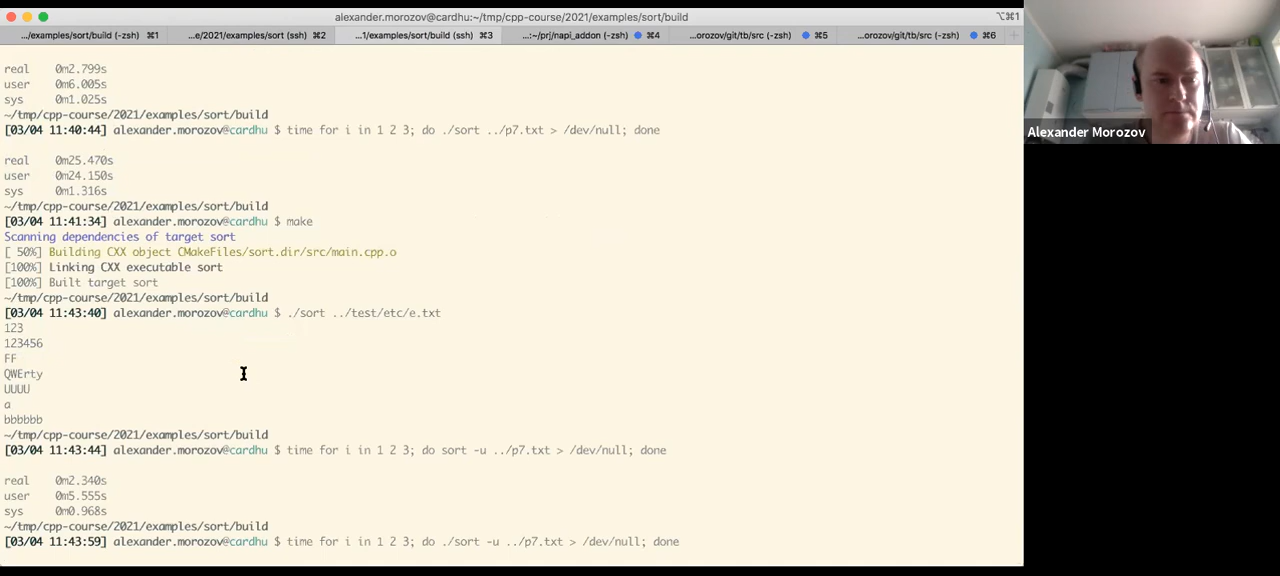 alexander.morozov@cardhu:~/tmp/cpp-course/2021/examples/sort/build
⌥⌘1
.../examples/sort/build (-zsh) ⌘1
...e/2021/examples/sort (ssh) ⌘2
...1/examples/sort/build (ssh) ⌘3
...:~/prj/napi_addon (-zsh) ⌘4
...orozov/git/tb/src (-zsh) ⌘5
...orozov/git/tb/src (-zsh) ⌘6
real 0m2.799s
user 0m6.005s
sys 0m1.025s
~/tmp/cpp-course/2021/examples/sort/build
[03/04 11:40:44] alexander.morozov@cardhu $ time for i in 1 2 3; do ./sort ../p7.txt > /dev/null; done
real 0m25.470s
user 0m24.150s
sys 0m1.316s
~/tmp/cpp-course/2021/examples/sort/build
[03/04 11:41:34] alexander.morozov@cardhu $ make
Scanning dependencies of target sort
[ 50%] Building CXX object CMakeFiles/sort.dir/src/main.cpp.o
[100%] Linking CXX executable sort
[100%] Built target sort
~/tmp/cpp-course/2021/examples/sort/build
[03/04 11:43:40] alexander.morozov@cardhu $ ./sort ../test/etc/e.txt
123
123456
FF
QWErty
UUUU
a
bbbbbb
~/tmp/cpp-course/2021/examples/sort/build
[03/04 11:43:44] alexander.morozov@cardhu $ time for i in 1 2 3; do sort -u ../p7.txt > /dev/null; done
real 0m2.340s
user 0m5.555s
sys 0m0.968s
~/tmp/cpp-course/2021/examples/sort/build
[03/04 11:43:59] alexander.morozov@cardhu $ time for i in 1 2 3; do ./sort -u ../p7.txt > /dev/null; done
Alexander Morozov